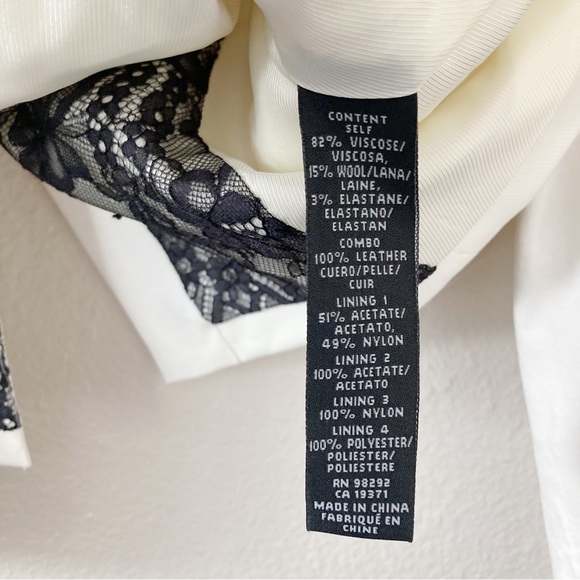 CONTENT
SELF
82% VISCOSE/
VISCOSA,
15% WOOL/LANA/
LAINE,
3% ELASTANE/
ELASTANO/
ELASTAN
COMBO
100% LEATHER
CUERO/PELLE/
CUIR
LINING 1
51% ACETATE/
ACETATO,
49% NYLON
LINING 2
100% ACETATE/
ACETATO
LINING 3
100% NYLON
LINING 4
100% POLYESTER/
POLIESTER/
POLIESTERE
RN 98292
CA 19371
MADE IN CHINA
FABRIQUÉ EN
CHINE